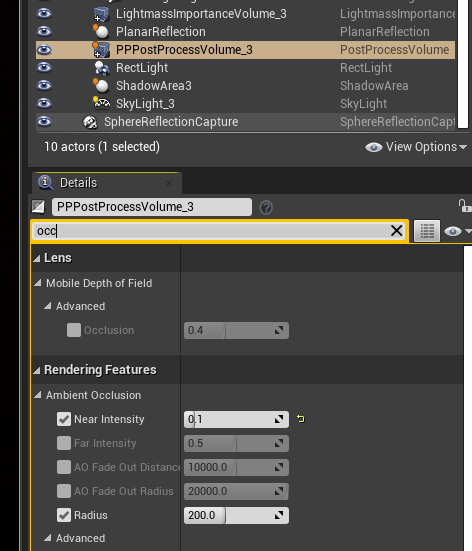 LightmassImportanceVolume_3 LightmassImportance
PlanarReflection PlanarReflection
PPPostProcessVolume_3 PostProcessVolume
RectLight RectLight
ShadowArea3 ShadowArea
SkyLight_3 SkyLight
SphereReflectionCapture SphereReflectionCapt
10 actors (1 selected) View Options
Details
PPPostProcessVolume_3
occ
Lens
Mobile Depth of Field
Advanced
Occlusion 0.4
Rendering Features
Ambient Occlusion
Near Intensity 0.1
Far Intensity 0.5
AO Fade Out Distance 10000.0
AO Fade Out Radius 20000.0
Radius 200.0
Advanced